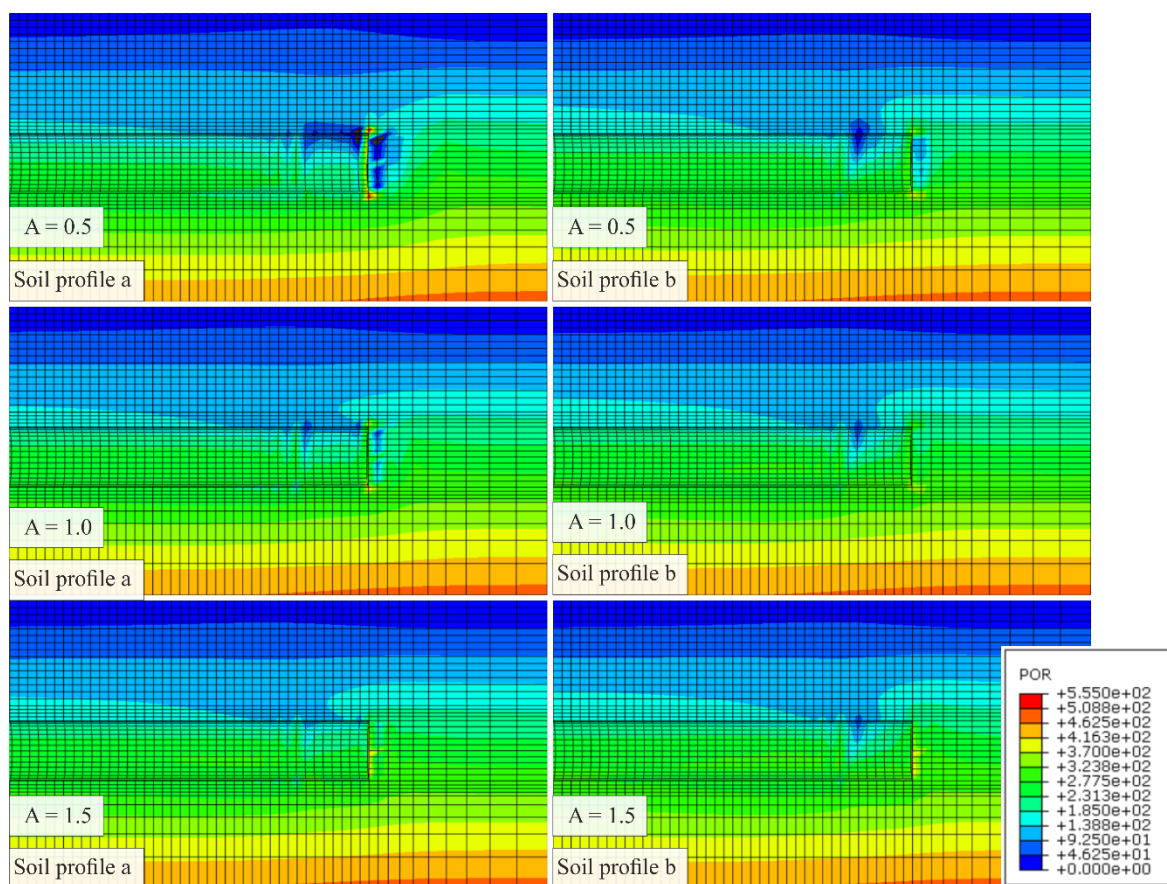 A = 0.5
Soil profile a
A = 0.5
Soil profile b
A = 1.0
Soil profile a
A = 1.0
Soil profile b
A = 1.5
Soil profile a
A = 1.5
Soil profile b
POR
+5.550e+02
+5.088e+02
+4.625e+02
+4.163e+02
+3.700e+02
+3.238e+02
+2.775e+02
+2.313e+02
+1.850e+02
+1.388e+02
+9.250e+01
+4.625e+01
+0.000e+00